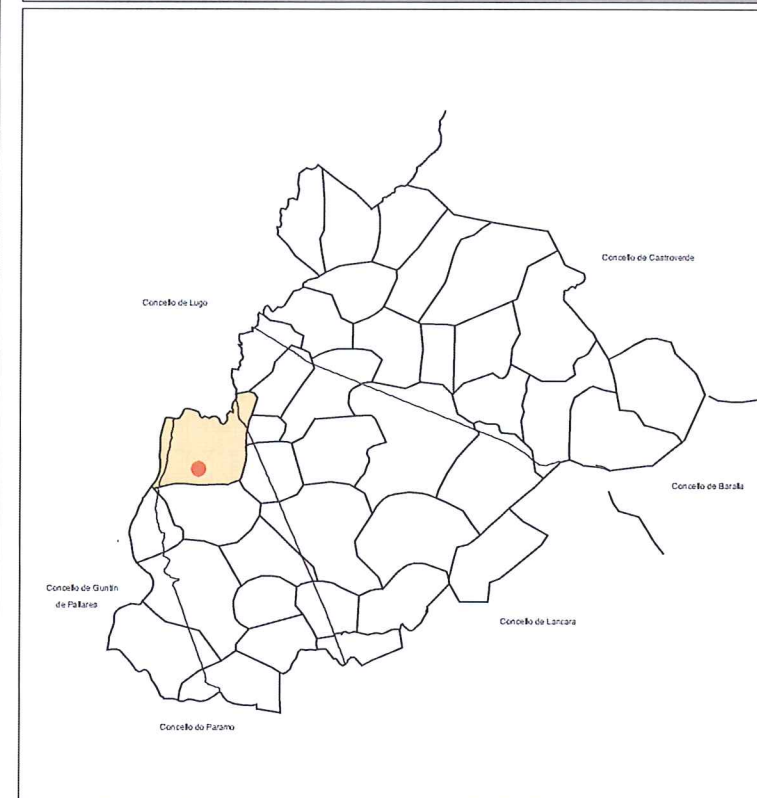 Concello de Castroverde
Concello de Lugo
Concello de Baralla
Concello de Guntín
de Pallares
Concello de Lancara
Concello do Paramo